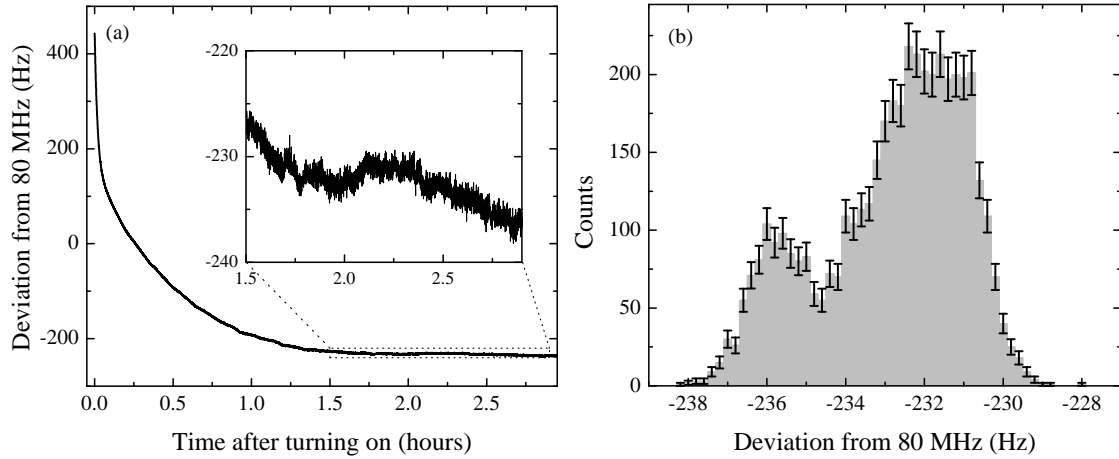 (a)
Deviation from 80 MHz (Hz)
400
200
0
-200
0.0 0.5 1.0 1.5 2.0 2.5
Time after turning on (hours)
-220
-230
-240
1.5 2.0 2.5
(b)
Counts
200
150
100
50
0
-238 -236 -234 -232 -230 -228
Deviation from 80 MHz (Hz)